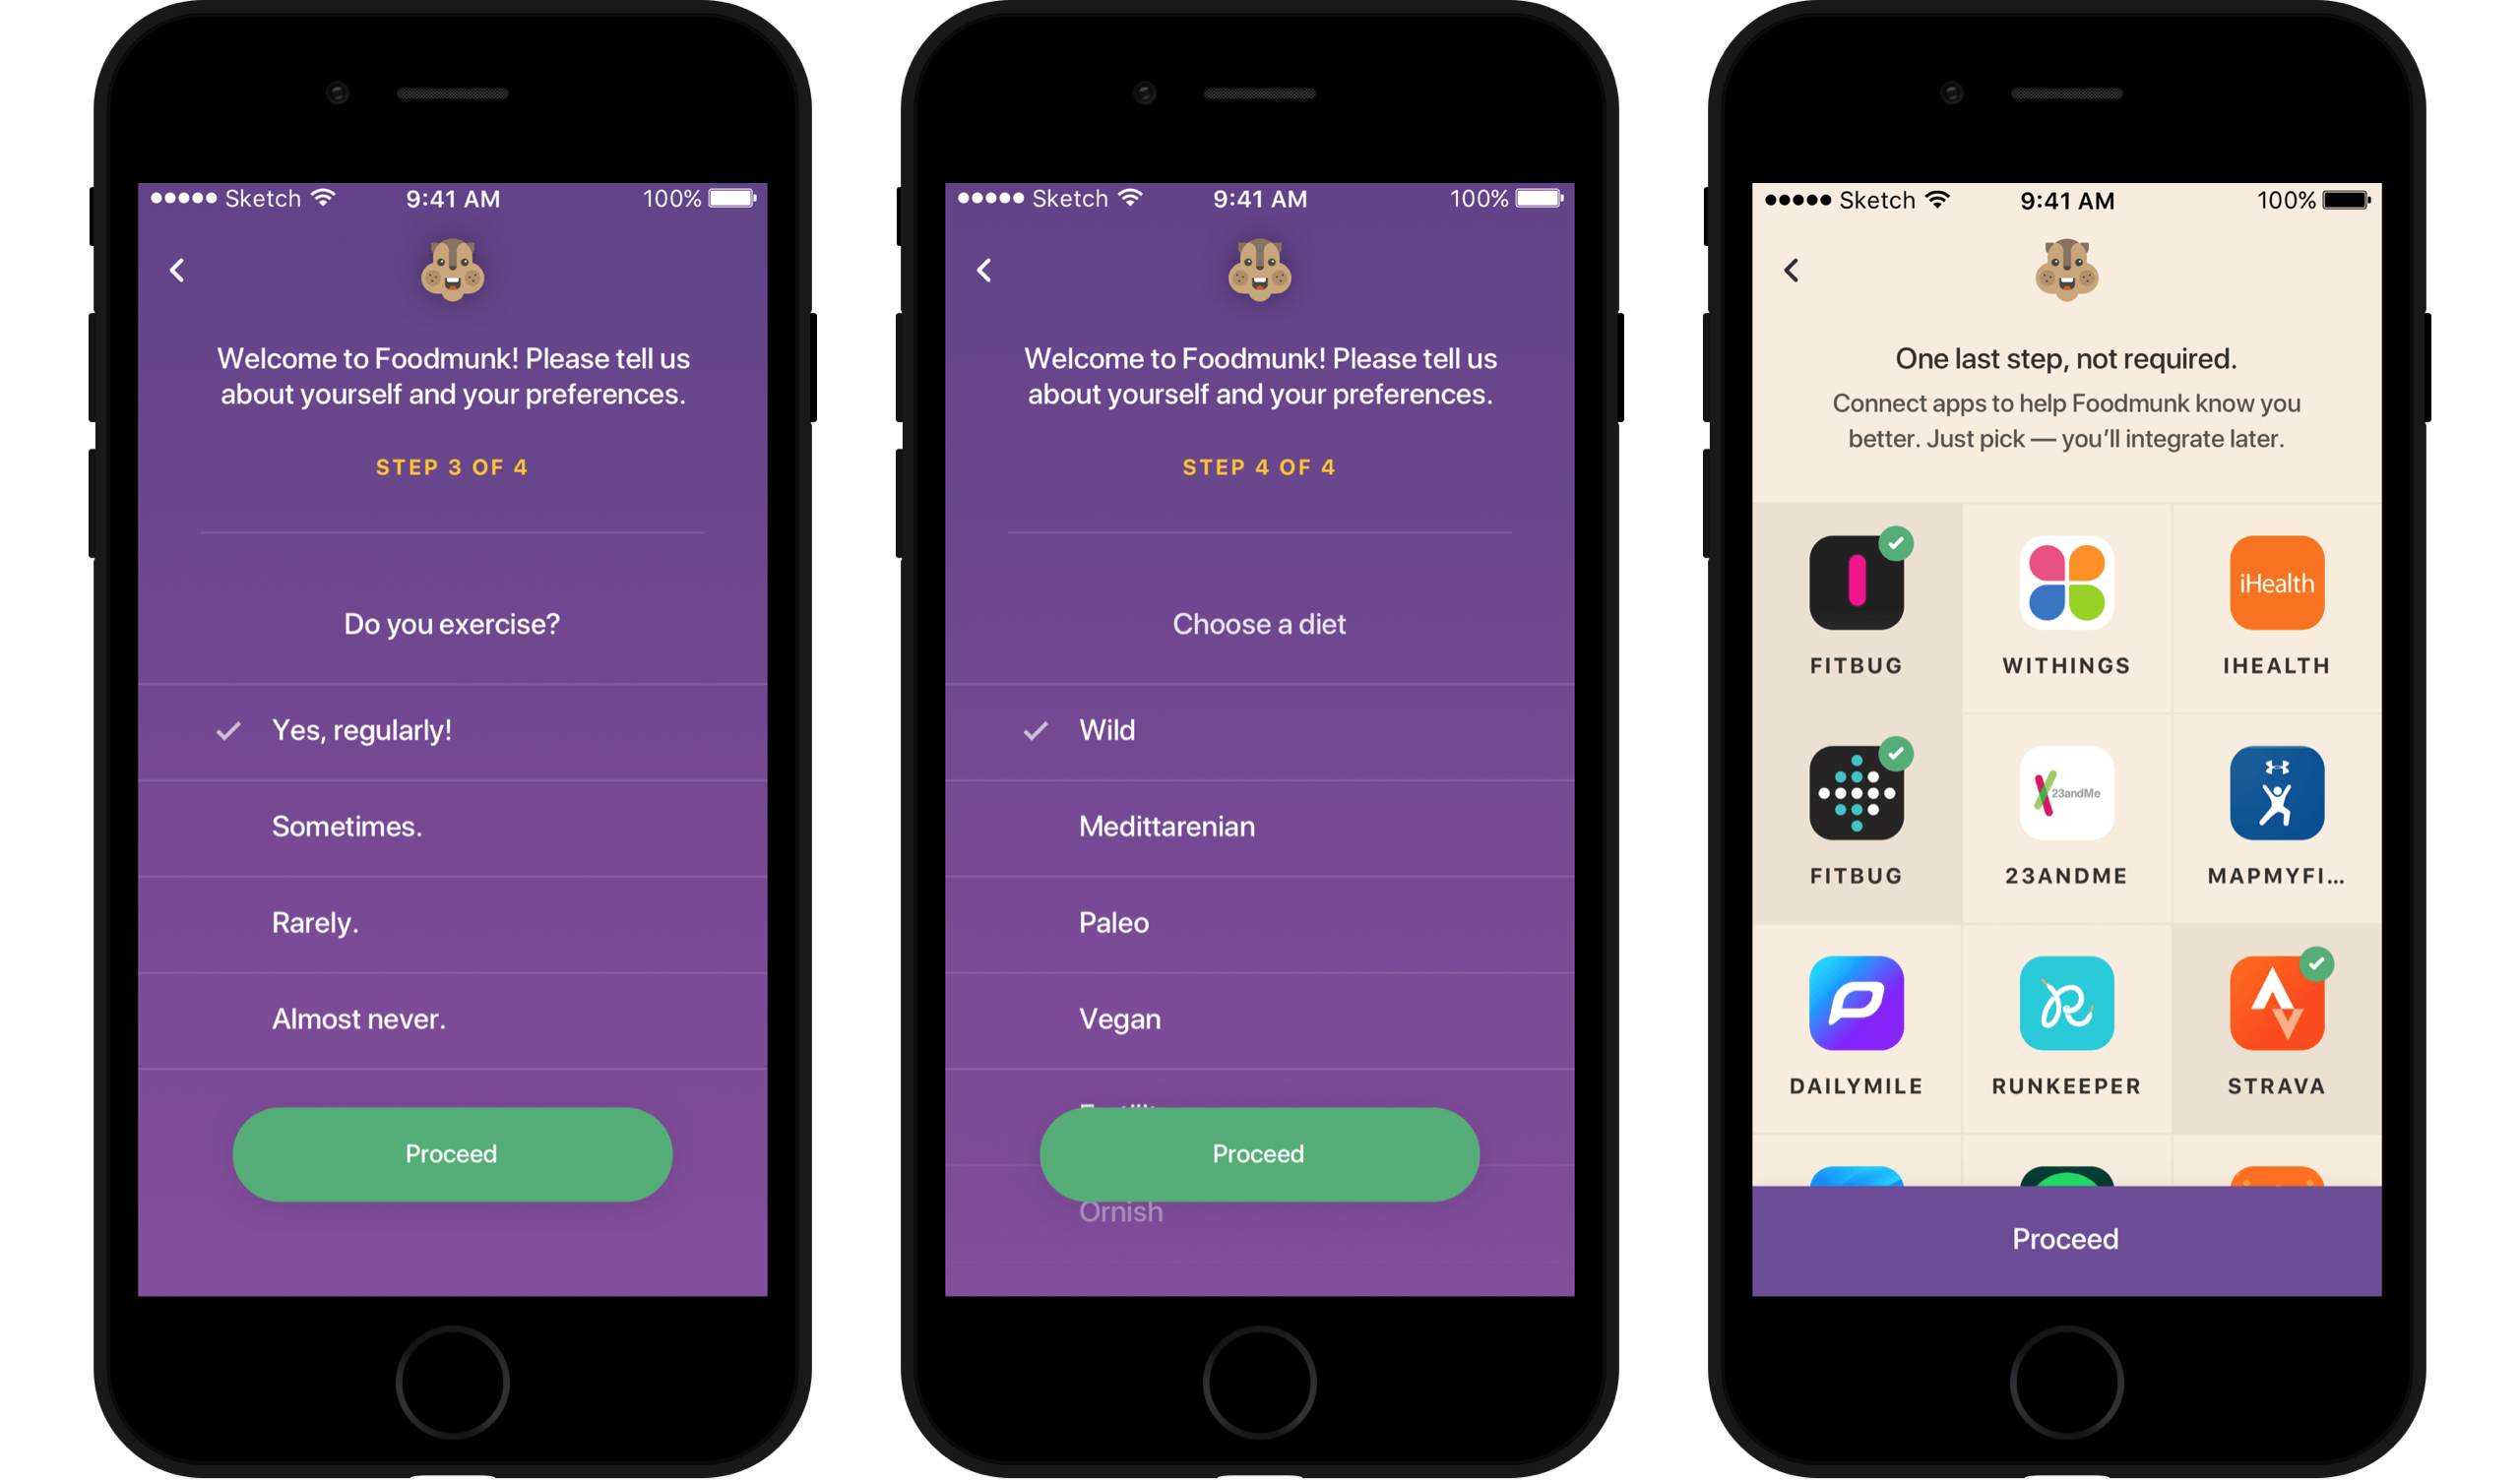 Sketch 9:41 AM 100%
Welcome to Foodmunk! Please tell us
about yourself and your preferences.
STEP 3 OF 4
Do you exercise?
Yes, regularly!
Sometimes.
Rarely.
Almost never.
Proceed
Sketch 9:41 AM 100%
Welcome to Foodmunk! Please tell us
about yourself and your preferences.
STEP 4 OF 4
Choose a diet
Wild
Medittarenian
Paleo
Vegan
Proceed
Ornish
Sketch 9:41 AM 100%
One last step, not required.
Connect apps to help Foodmunk know you
better. Just pick — you’ll integrate later.
iHealth
FITBUG WITHINGS IHEALTH
23andMe
FITBUG 23ANDME MAPMYFI...
DAILYMILE RUNKEEPER STRAVA
Proceed